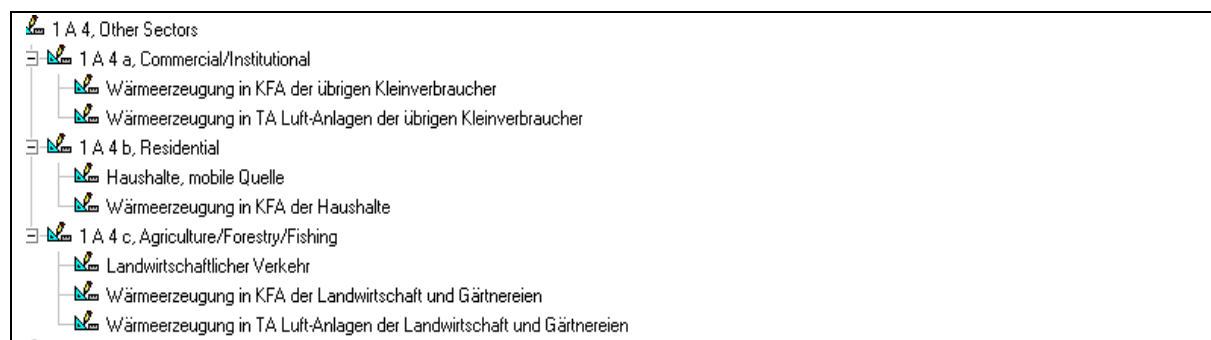 1 A 4, Other Sectors
1 A 4 a, Commercial/Institutional
Wärmeerzeugung in KFA der übrigen Kleinverbraucher
Wärmeerzeugung in TA Luft-Anlagen der übrigen Kleinverbraucher
1 A 4 b, Residential
Haushalte, mobile Quelle
Wärmeerzeugung in KFA der Haushalte
1 A 4 c, Agriculture/Forestry/Fishing
Landwirtschaftlicher Verkehr
Wärmeerzeugung in KFA der Landwirtschaft und Gärtnereien
Wärmeerzeugung in TA Luft-Anlagen der Landwirtschaft und Gärtnereien